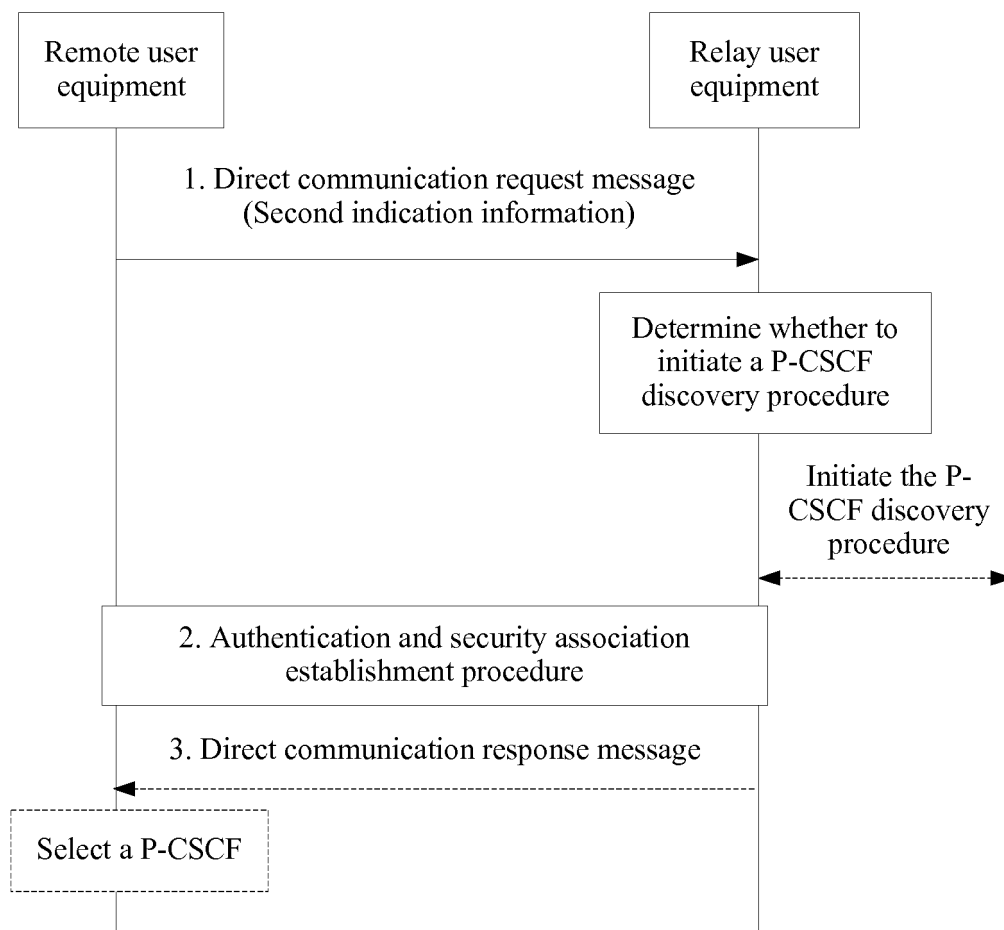 Remote user
equipment
Relay user
equipment
1. Direct communication request message
(Second indication information)
Determine whether to
initiate a P-CSCF
discovery procedure
Initiate the P-
CSCF discovery
procedure
2. Authentication and security association
establishment procedure
3. Direct communication response message
Select a P-CSCF